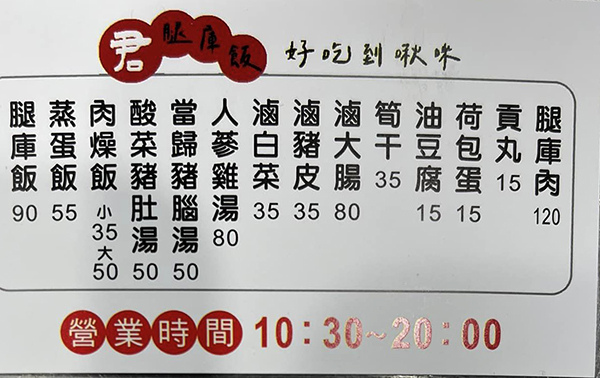 君腿庫飯 好吃到啾咪
腿庫飯 90
蒸蛋飯 55
肉燥飯 小35 大50
酸菜豬肚湯 50
當歸豬腦湯 50
人蔘雞湯 80
滷白菜 35
滷豬皮 35
滷大腸 80
筍干 35
油豆腐 15
荷包蛋 15
貢丸 15
腿庫肉 120
營業時間 10:30~20:00